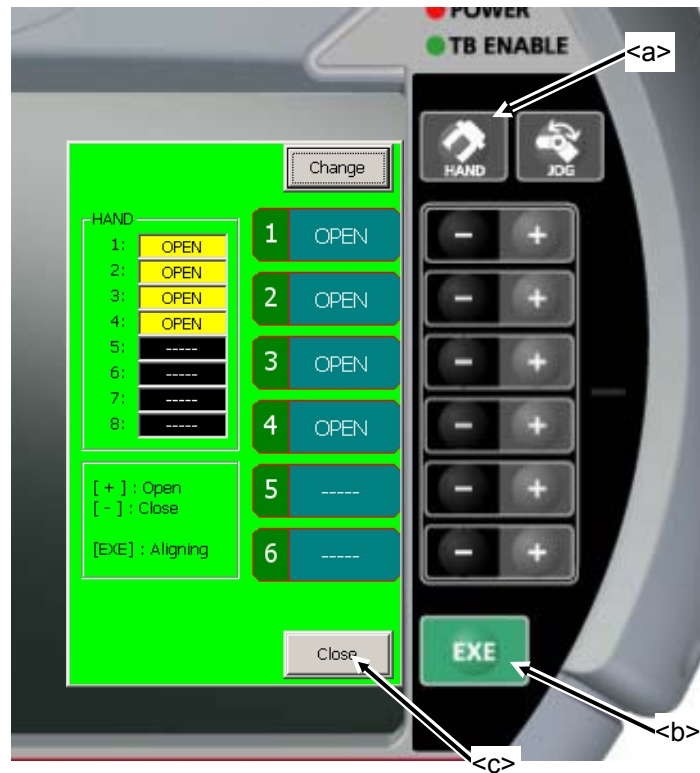 POWER
TB ENABLE
<a>
HAND
JOG
Change
HAND
1: OPEN
2: OPEN
3: OPEN
4: OPEN
5: -----
6: -----
7: -----
8: -----
1 OPEN
2 OPEN
3 OPEN
4 OPEN
5 -----
6 -----
- +
- +
- +
- +
- +
- +
[ + ] : Open
[ - ] : Close
[EXE] : Aligning
Close
EXE
<b>
<c>